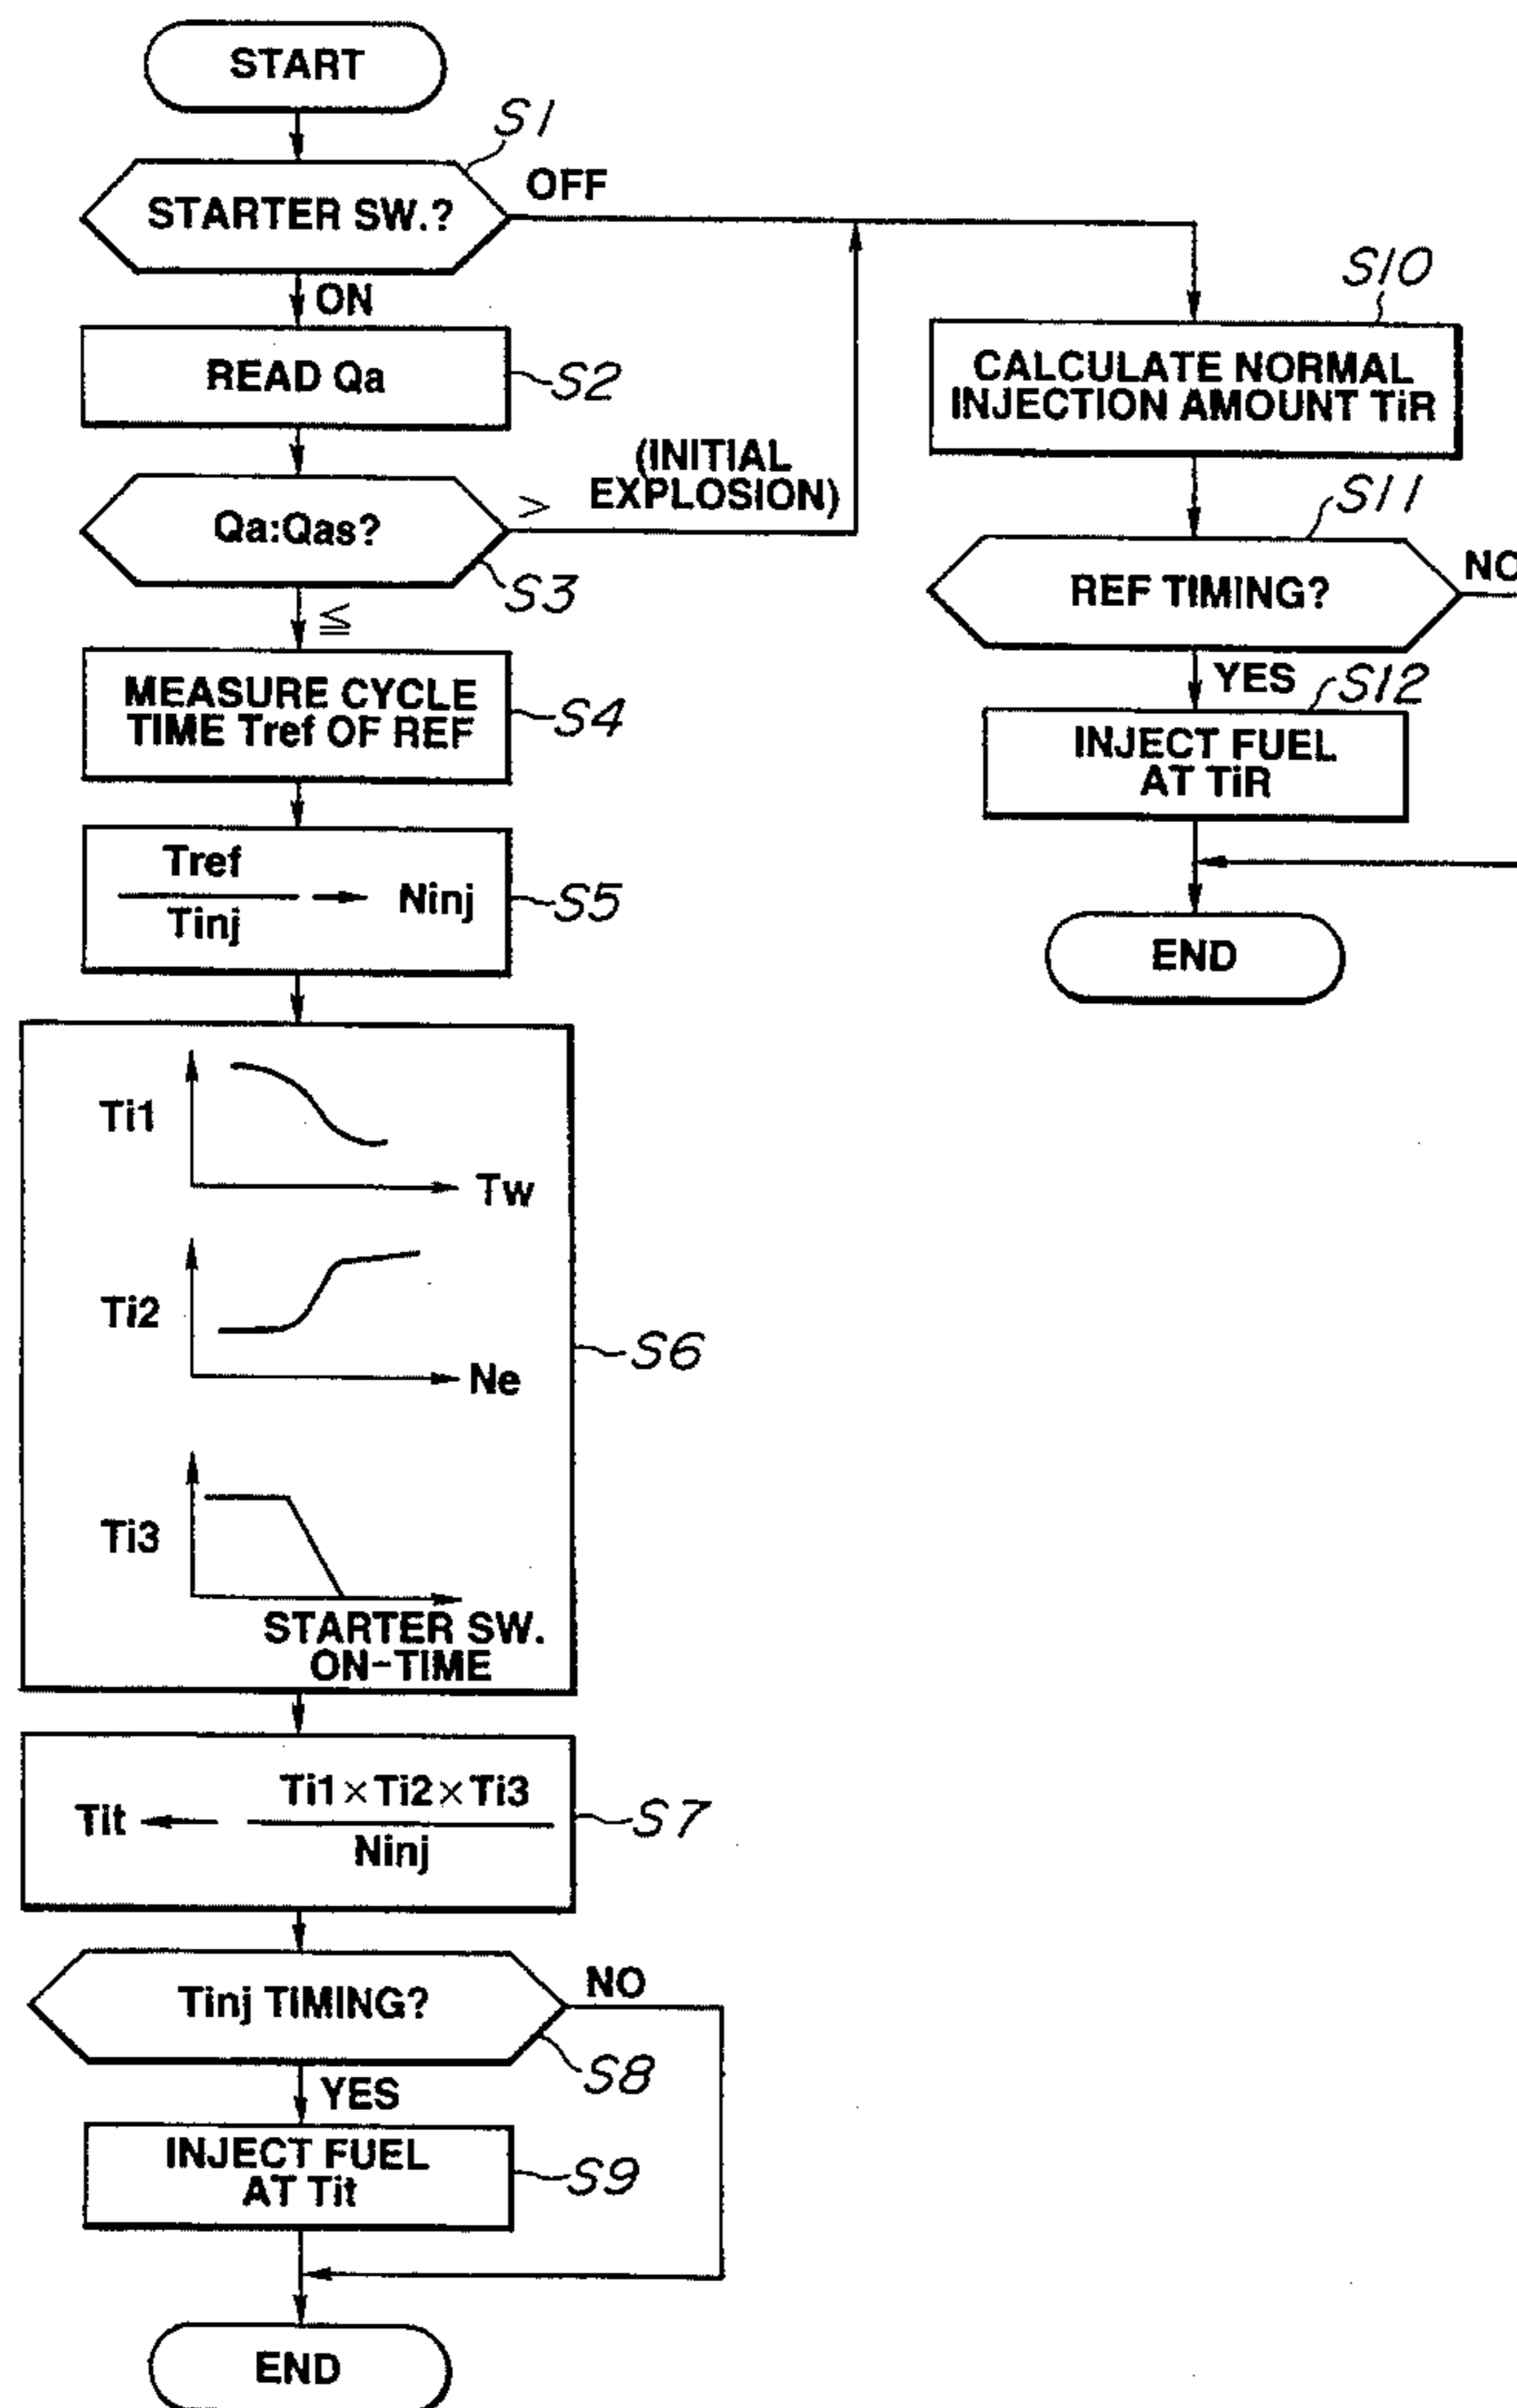 START
S1
STARTER SW.?
OFF
ON
READ Qa
S2
Qa:Qas?
>
(INITIAL
EXPLOSION)
S3
≦
MEASURE CYCLE
TIME Tref OF REF
S4
Tref
Tinj
Ninj
S5
Ti1
Tw
Ti2
Ne
Ti3
STARTER SW.
ON-TIME
S6
Tit
Ti1×Ti2×Ti3
Ninj
S7
Tinj TIMING?
NO
S8
YES
INJECT FUEL
AT Tit
S9
END
S10
CALCULATE NORMAL
INJECTION AMOUNT TiR
S11
REF TIMING?
NO
YES
S12
INJECT FUEL
AT TiR
END